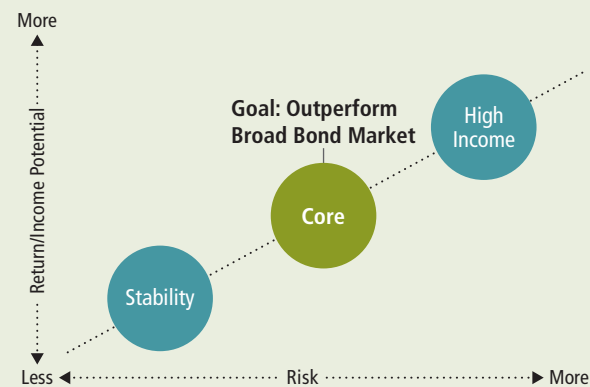 More
Return/Income Potential
Goal: Outperform
Broad Bond Market
High
Income
Core
Stability
Less
Risk
More